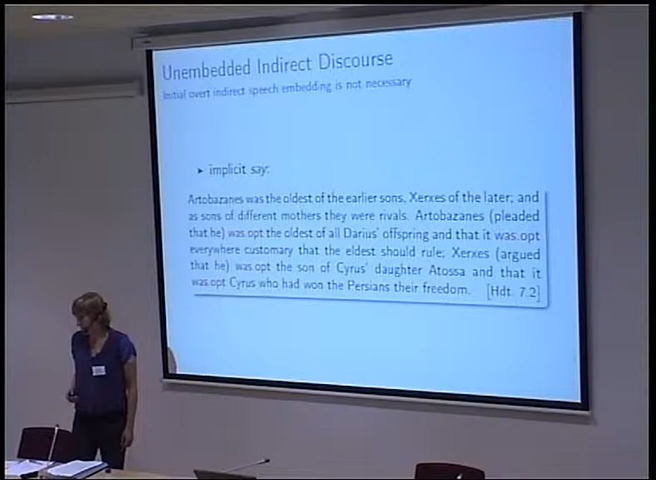 Unembedded Indirect Discourse
Initial overt indirect speech embedding is not necessary
implicit say:
Artobazanes was the oldest of the earlier sons, Xerxes of the later; and
as sons of different mothers they were rivals. Artobazanes (pleaded
that he) was.opt the oldest of all Darius' offspring and that it was.opt
everywhere customary that the eldest should rule; Xerxes (argued
that he) was.opt the son of Cyrus' daughter Atossa and that it
was.opt Cyrus who had won the Persians their freedom. [Hdt. 7.2]